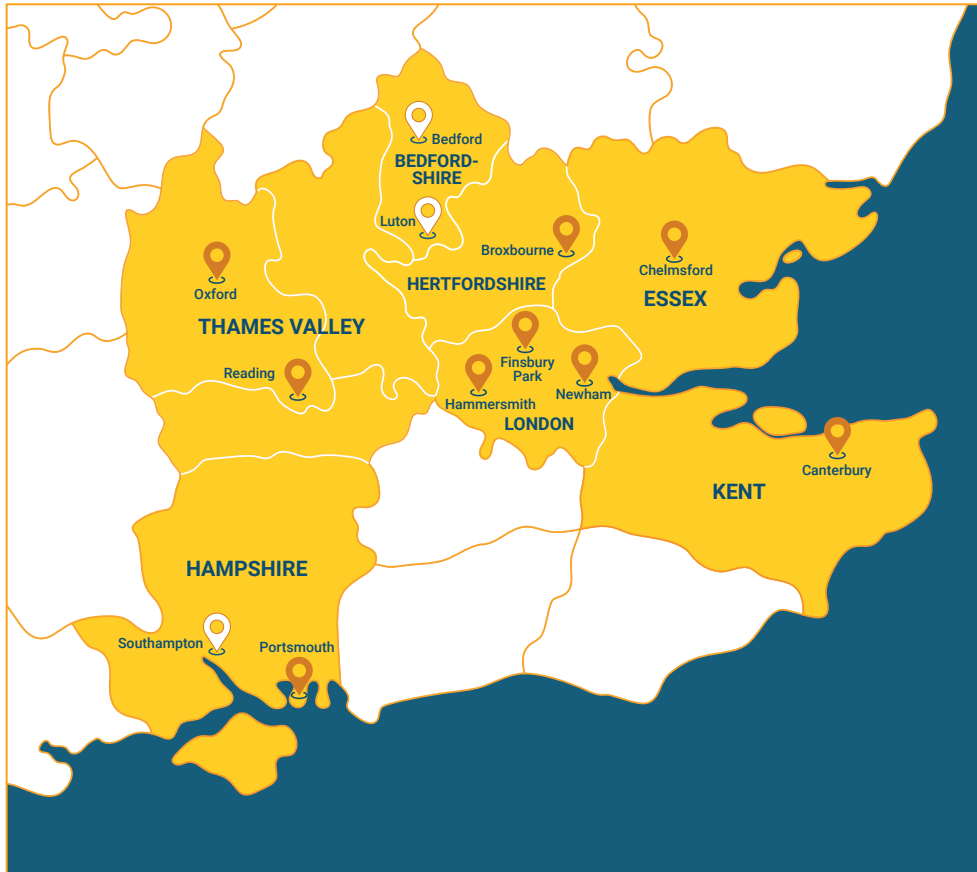 Bedford
BEDFORD-
SHIRE
Luton
Broxbourne
Chelmsford
HERTFORDSHIRE
Oxford
ESSEX
THAMES VALLEY
Finsbury
Park
Reading
Newham
Hammersmith
LONDON
Canterbury
KENT
HAMPSHIRE
Southampton
Portsmouth